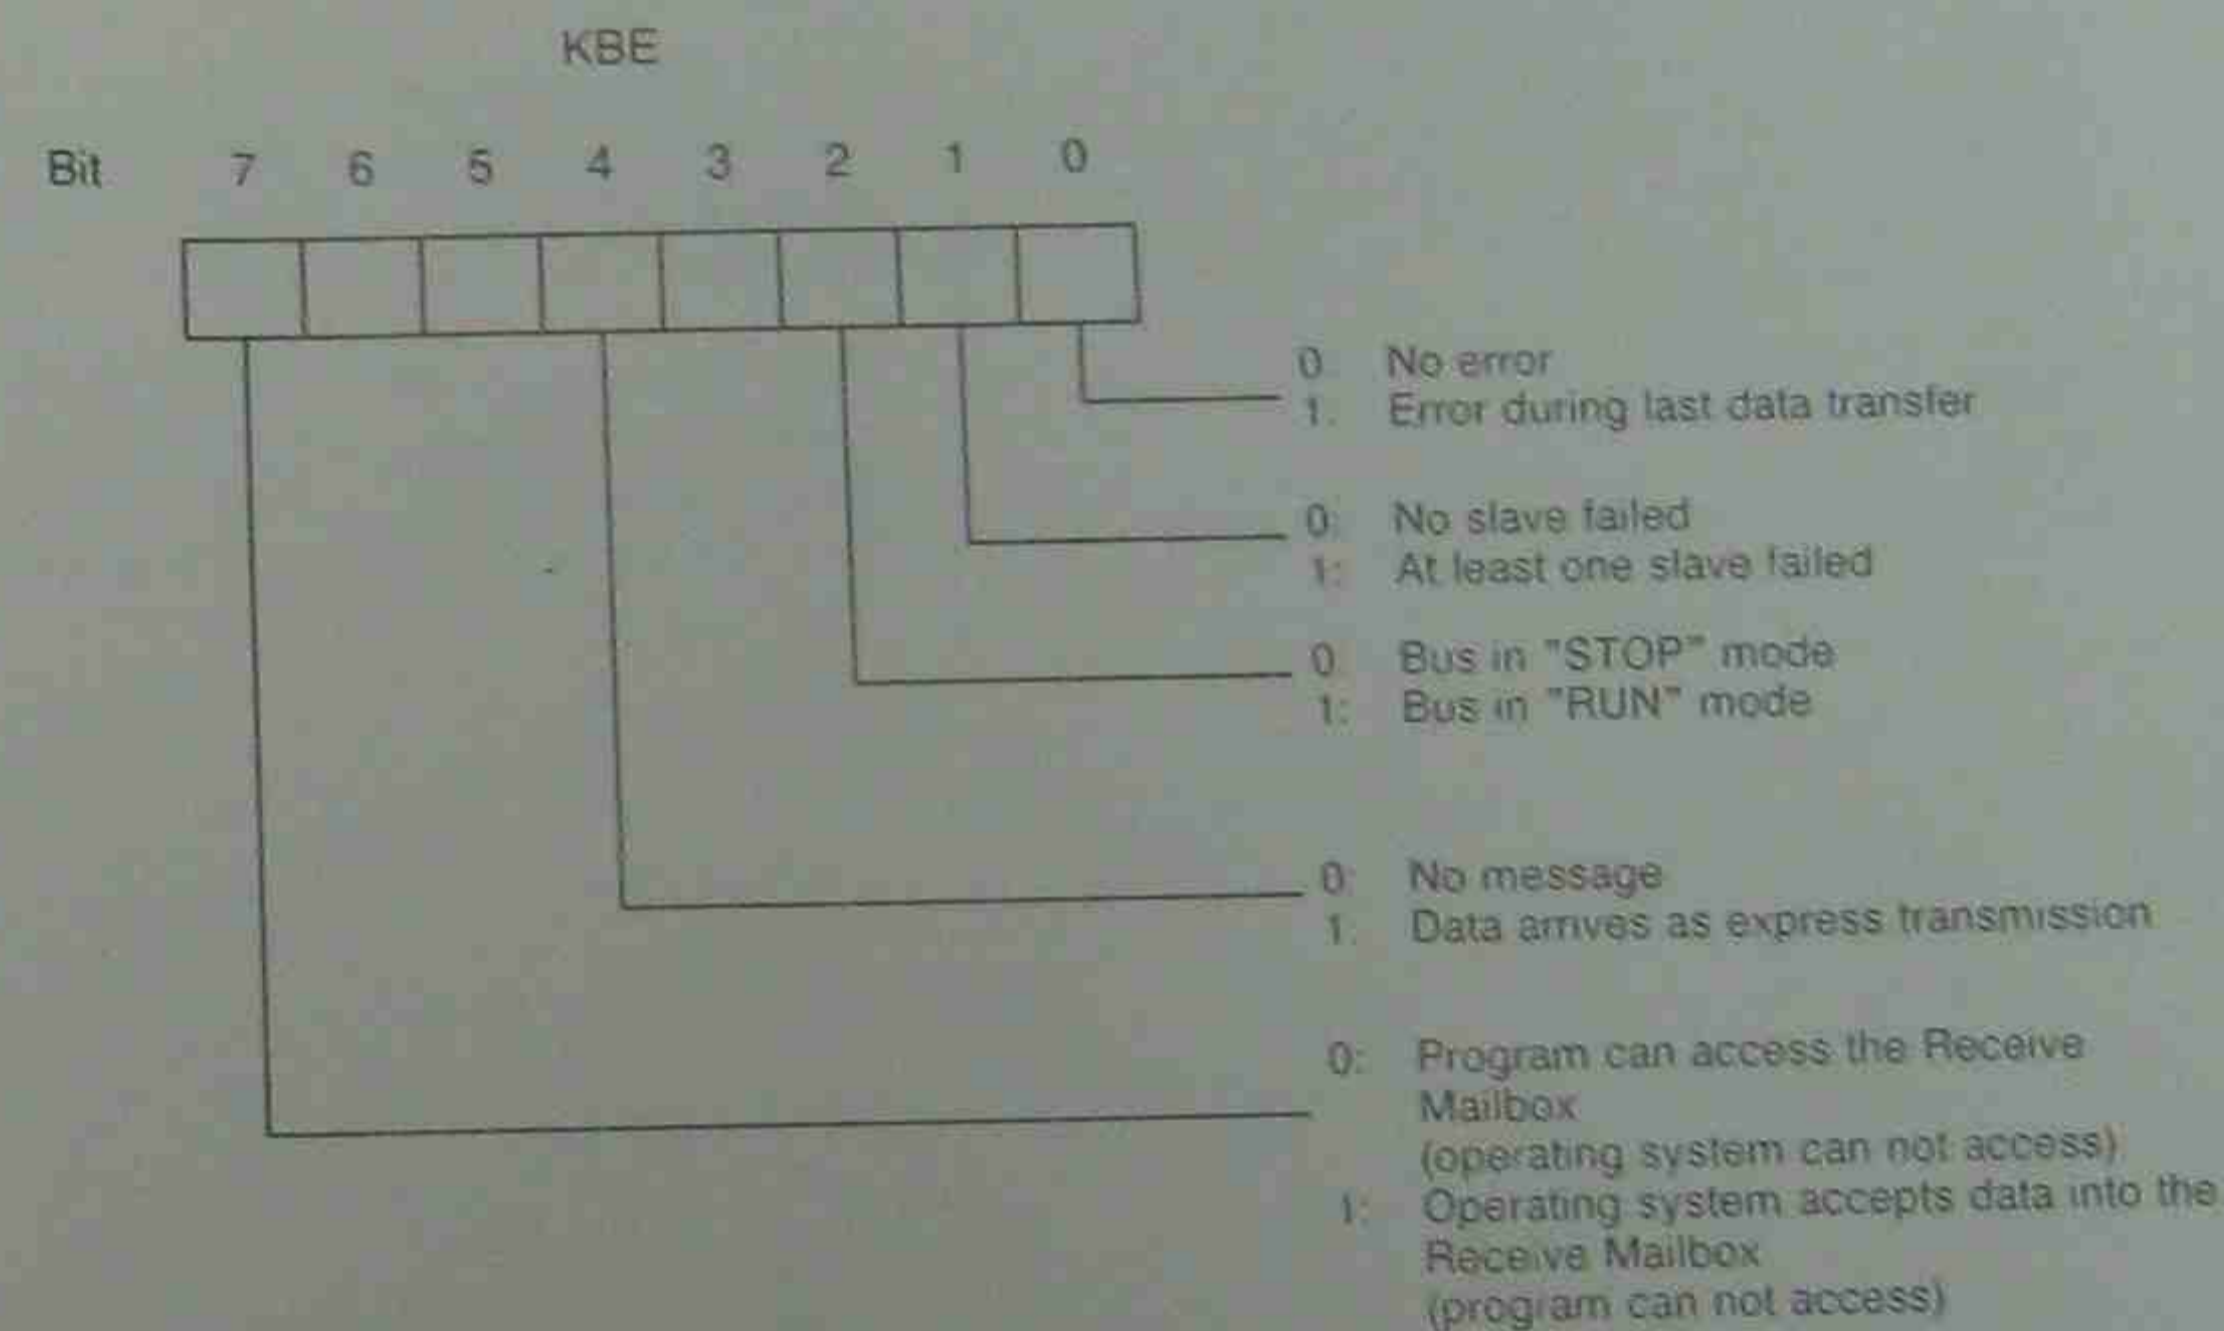 KBE
Bit 7 6 5 4 3 2 1 0
0: No error
1: Error during last data transfer
0: No slave failed
1: At least one slave failed
0: Bus in "STOP" mode
1: Bus in "RUN" mode
0: No message
1: Data arrives as express transmission
0: Program can access the Receive
Mailbox
(operating system can not access)
1: Operating system accepts data into the
Receive Mailbox
(program can not access)